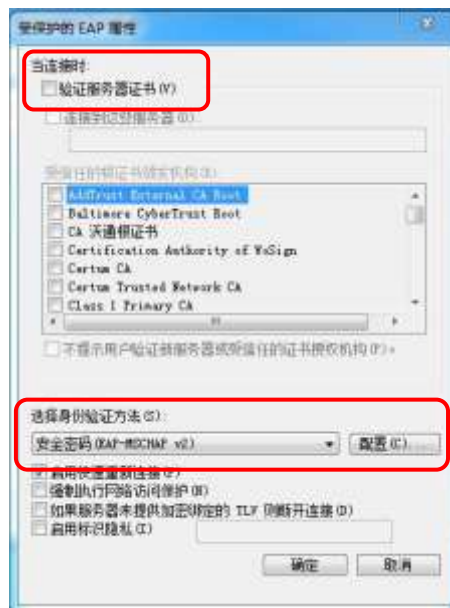 受保护的 EAP 属性
当连接时:
验证服务器证书(V)
连接到这些服务器(O):
受信任的根证书颁发机构(R):
AddTrust External CA Root
Baltimore CyberTrust Root
CA 沃通根证书
Certification Authority of WoSign
Certum CA
Certum Trusted Network CA
Class 1 Primary CA
不提示用户验证新服务器或受信任的证书授权机构(P)。
选择身份验证方法(S):
安全密码(EAP-MSCHAP v2)
配置(C)...
启用快速重新连接(F)
强制执行网络访问保护(N)
如果服务器未提供加密绑定的 TLV 则断开连接(D)
启用标识隐私(I)
确定
取消